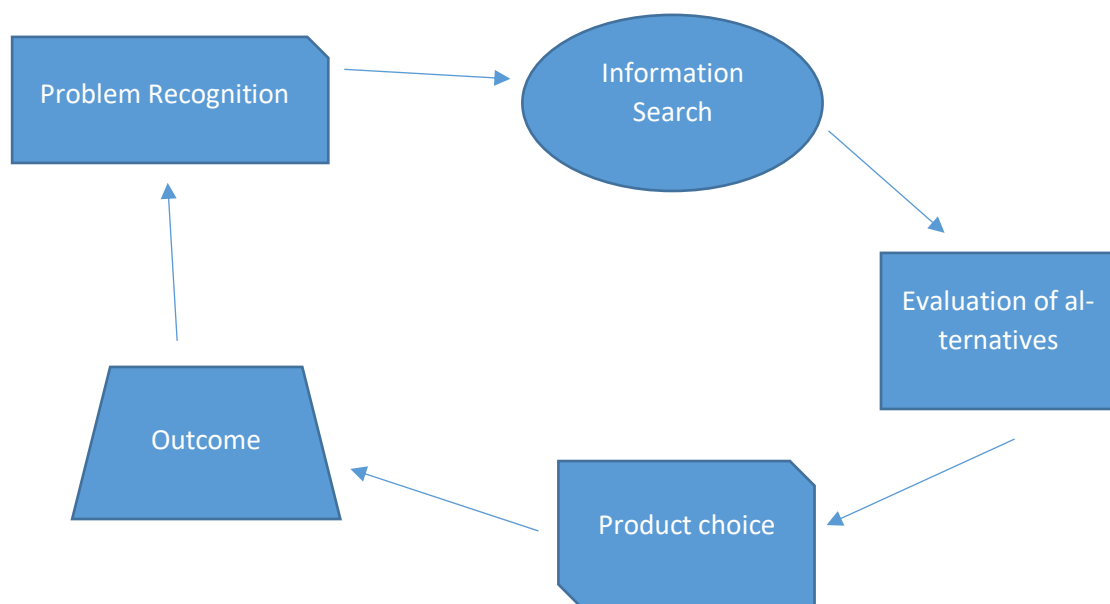 Problem Recognition
Information
Search
Evaluation of al-
ternatives
Product choice
Outcome